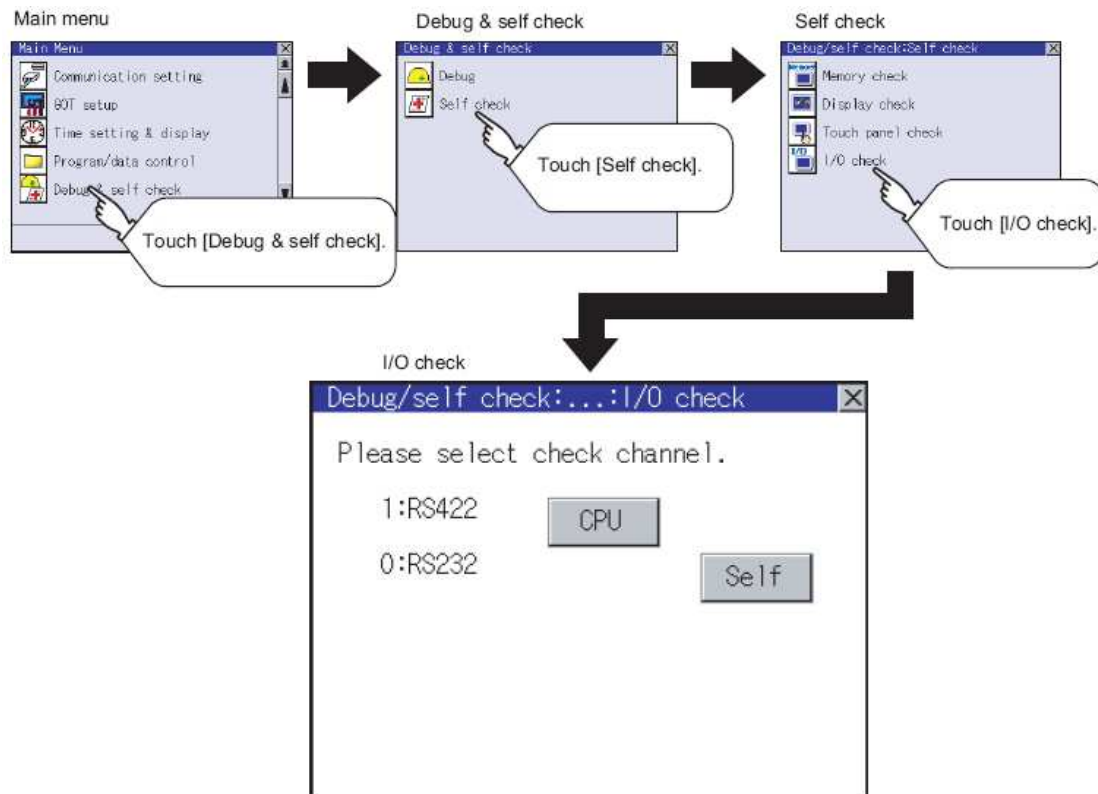 Main menu
Main Menu
Communication setting
GOT setup
Time setting & display
Program/data control
Debug & self check
Touch [Debug & self check].
Debug & self check
Debug & self check
Debug
Self check
Touch [Self check].
Self check
Debug/self check:Self check
Memory check
Display check
Touch panel check
I/O
I/O check
Touch [I/O check].
I/O check
Debug/self check:...:I/O check
Please select check channel.
1:RS422
CPU
0:RS232
Self